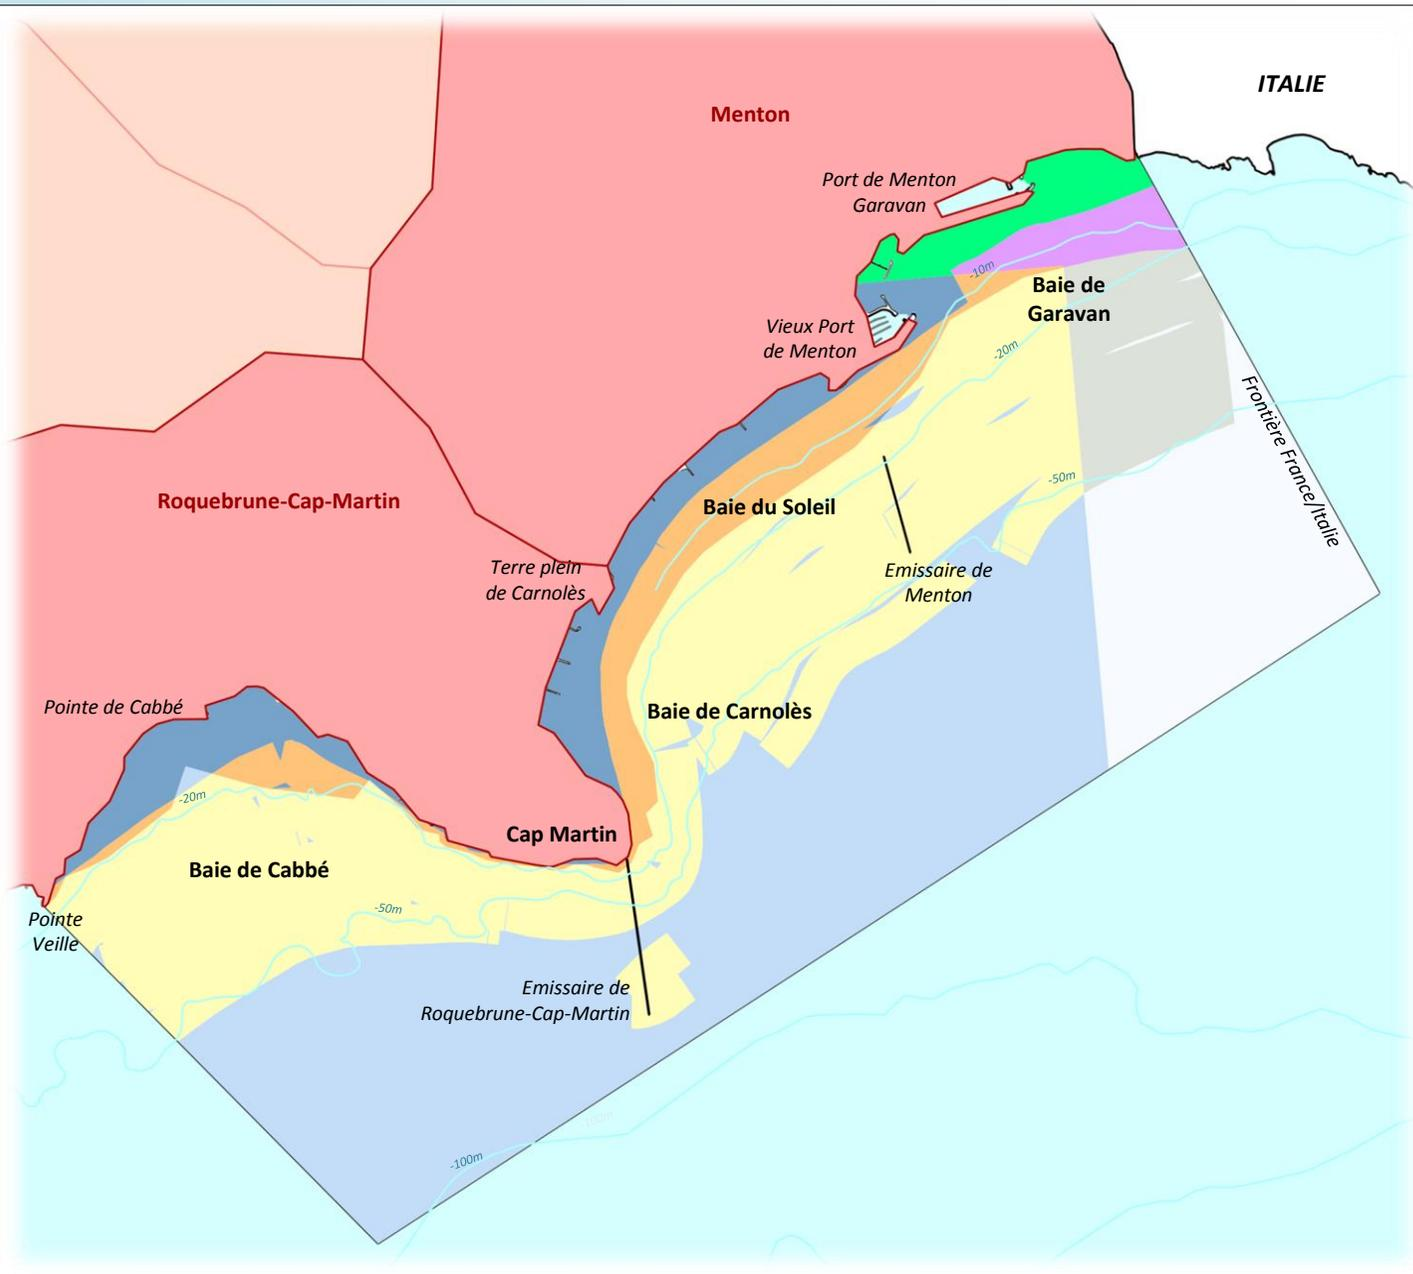 ITALIE
Menton
Port de Menton
Garavan
-10m
Baie de
Garavan
Vieux Port
de Menton
-20m
Frontière France/Italie
-50m
Roquebrune-Cap-Martin
Baie du Soleil
Terre plein
de Carnolès
Emissaire de
Menton
Pointe de Cabbé
Baie de Carnolès
-20m
Cap Martin
Baie de Cabbé
-50m
Pointe
Veille
Emissaire de
Roquebrune-Cap-Martin
-100m
-100m